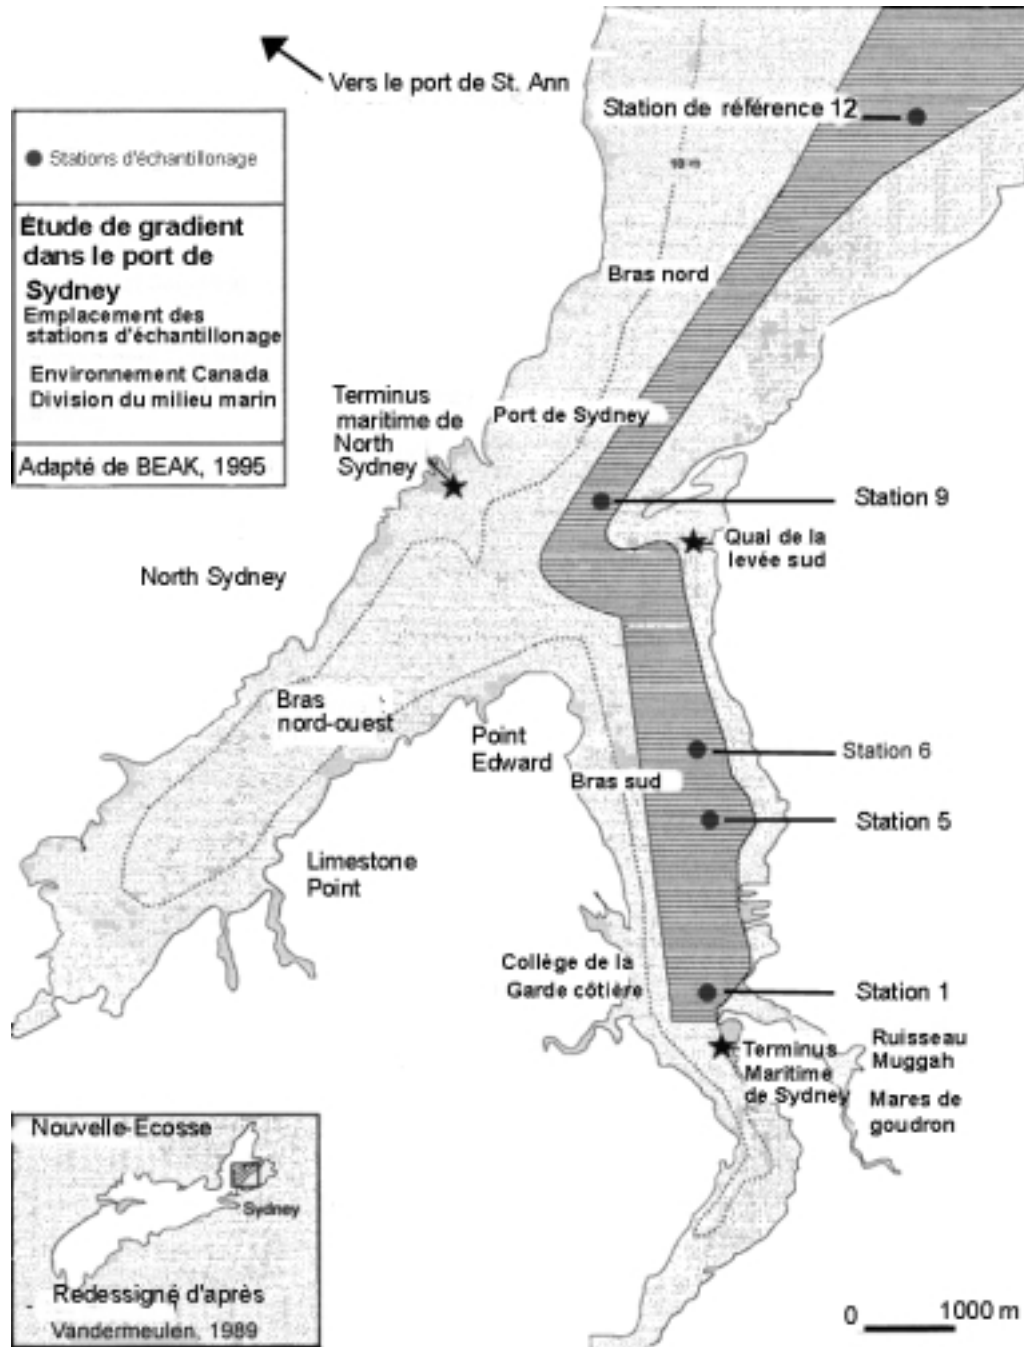 Vers le port de St. Ann
Station de référence 12
Stations d'échantillonage
Étude de gradient
dans le port de
Sydney
Emplacement des
stations d'échantillonage
Environnement Canada
Division du milieu marin
Adapté de BEAK, 1995
10 m
Bras nord
Terminus
maritime de
North
Sydney
Port de Sydney
Station 9
Quai de la
levée sud
North Sydney
Bras
nord-ouest
Point
Edward
Bras sud
Station 6
Station 5
Limestone
Point
Collège de la
Garde côtière
Station 1
Terminus
Maritime
de Sydney
Ruisseau
Muggah
Mares de
goudron
Nouvelle-Ecosse
Sydney
Redessigné d'après
Vandermeulen, 1989
0 1000 m